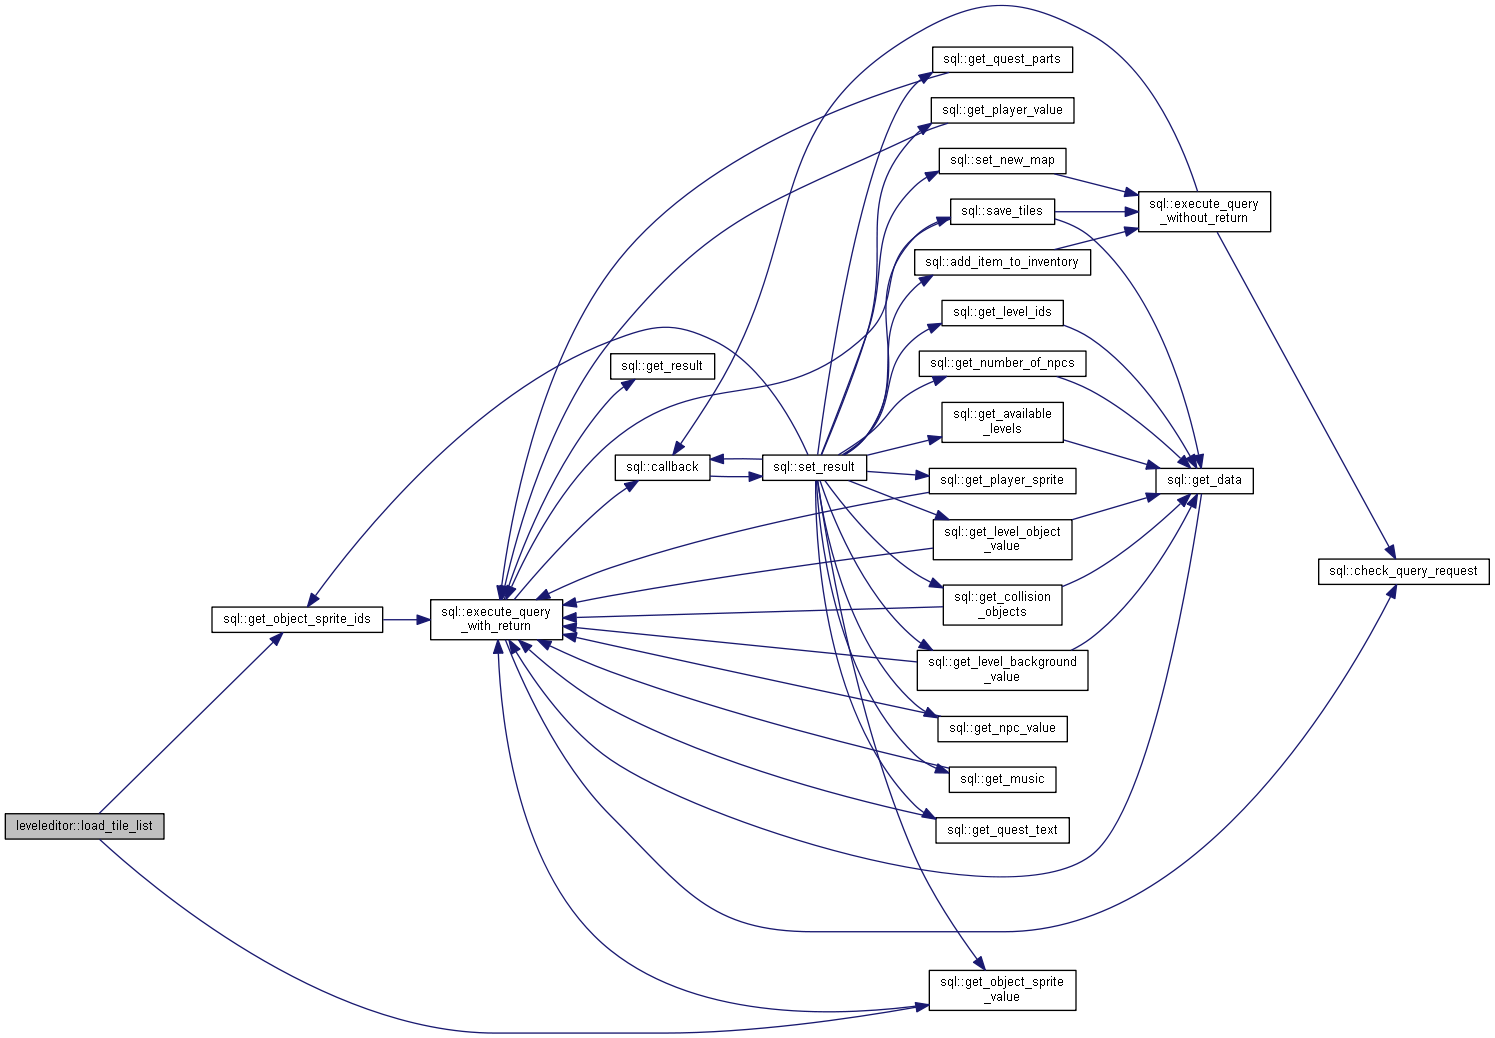 sql::get_quest_parts
sql::get_player_value
sql::set_new_map
sql::execute_query
_without_return
sql::save_tiles
sql::add_item_to_inventory
sql::get_level_ids
sql::get_result
sql::get_number_of_npcs
sql::get_available
_levels
sql::callback
sql::set_result
sql::get_player_sprite
sql::get_data
sql::get_level_object
_value
sql::check_query_request
sql::get_collision
_objects
sql::get_object_sprite_ids
sql::execute_query
_with_return
sql::get_level_background
_value
sql::get_npc_value
sql::get_music
leveleditor::load_tile_list
sql::get_quest_text
sql::get_object_sprite
_value